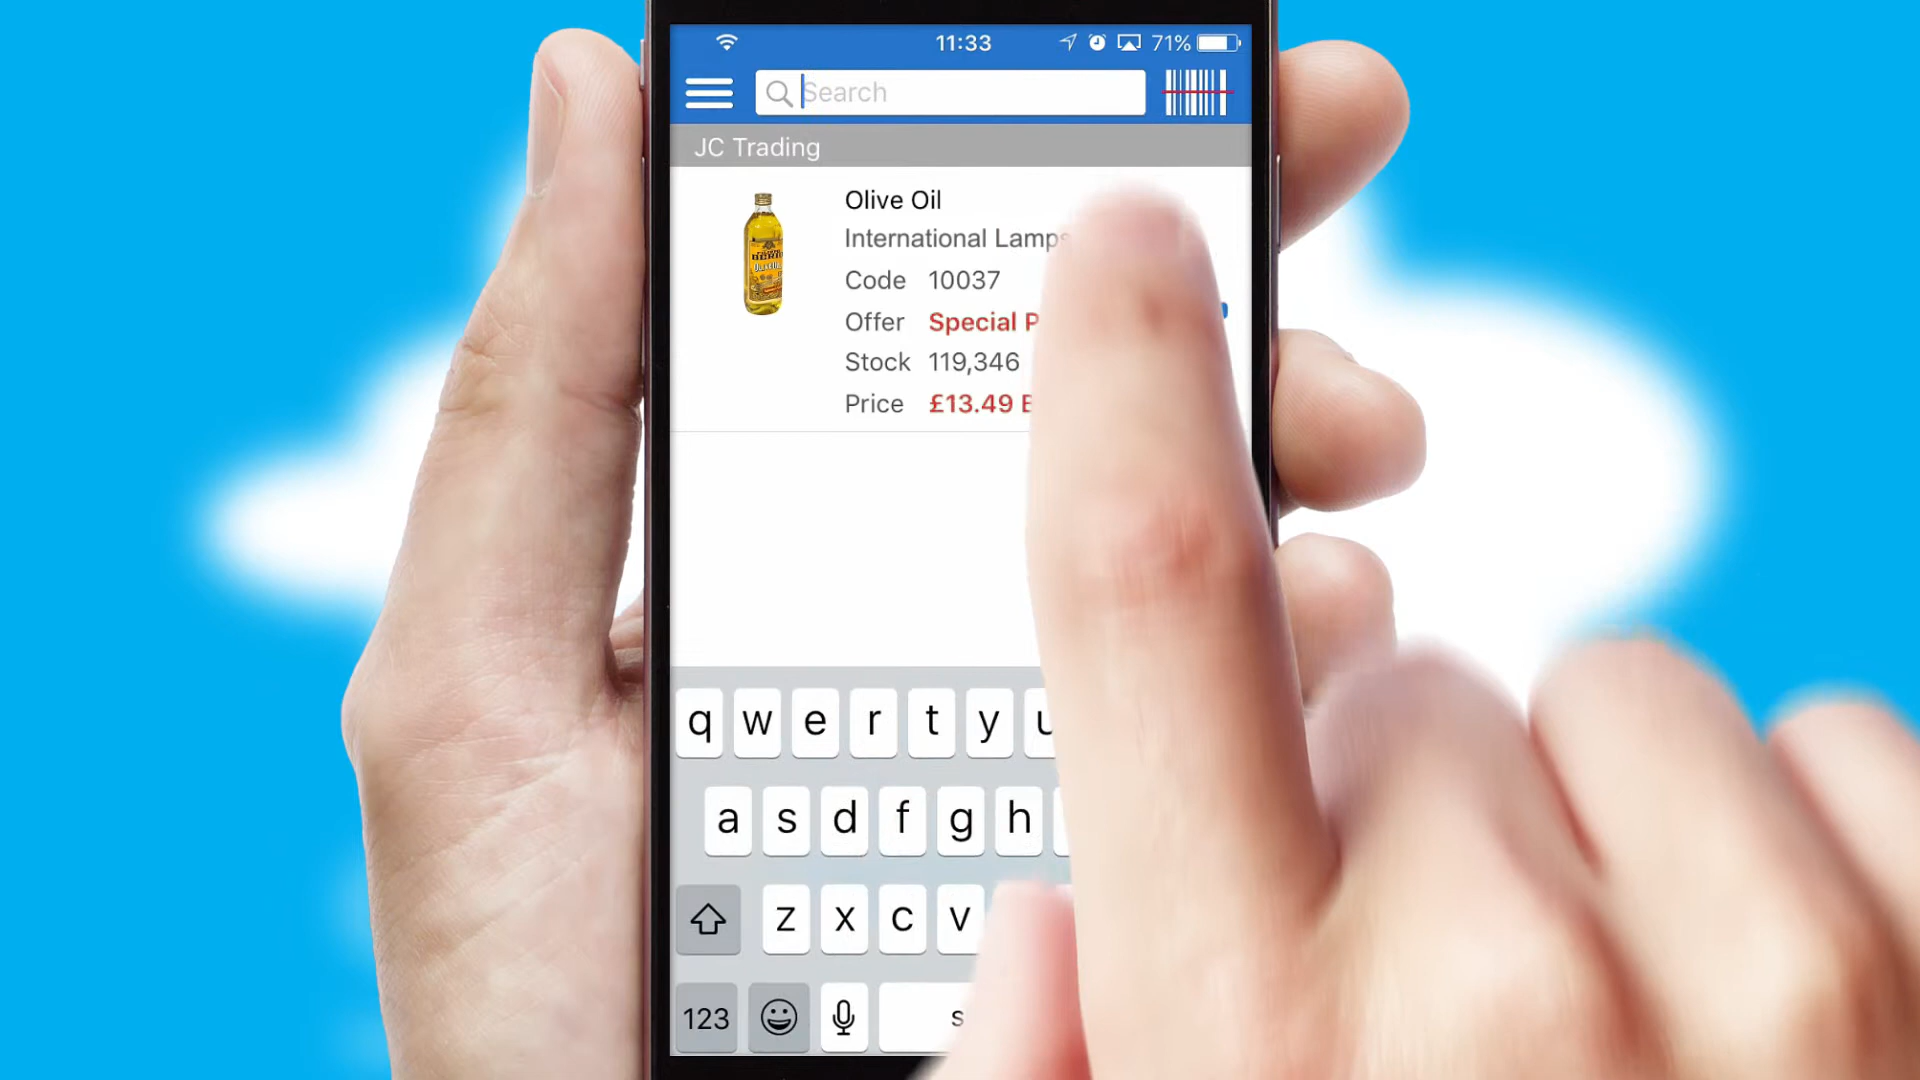 11:33 71%
Search
JC Trading
Olive Oil
International Lamps
Code 10037
Offer Special P
Stock 119,346
Price £13.49 E
q w e r t y u
a s d f g h
z x c v
123 s